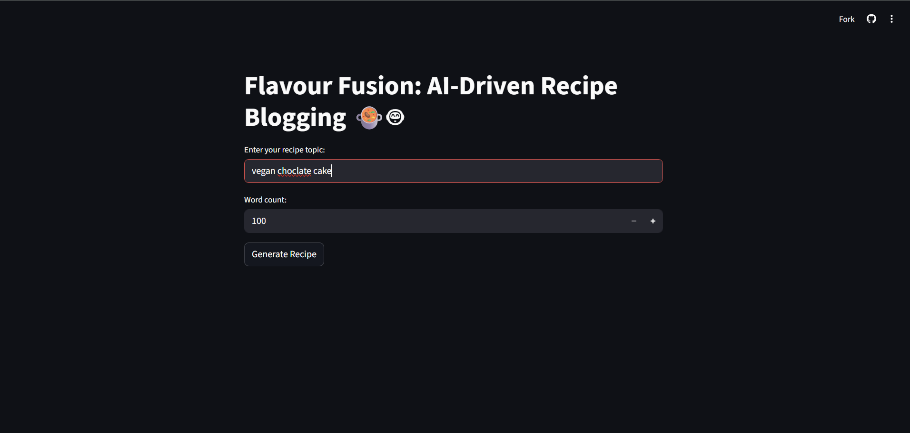 Fork
Flavour Fusion: AI-Driven Recipe
Blogging
Enter your recipe topic:
vegan choclate cake
Word count:
100
Generate Recipe